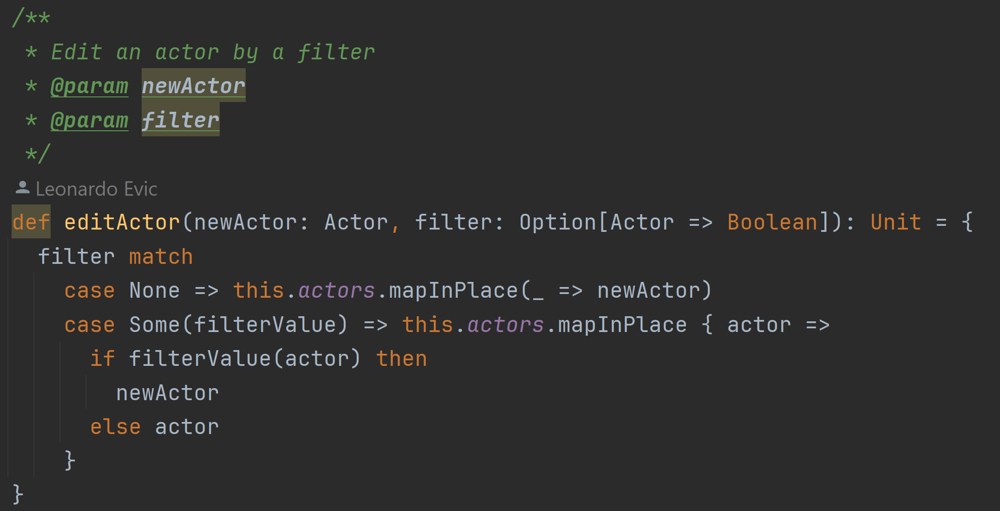 /**
 * Edit an actor by a filter
 * @param newActor
 * @param filter
 */
Leonardo Evic
def editActor(newActor: Actor, filter: Option[Actor => Boolean]): Unit = {
  filter match
    case None => this.actors.mapInPlace(_ => newActor)
    case Some(filterValue) => this.actors.mapInPlace { actor =>
      if filterValue(actor) then
        newActor
      else actor
    }
}